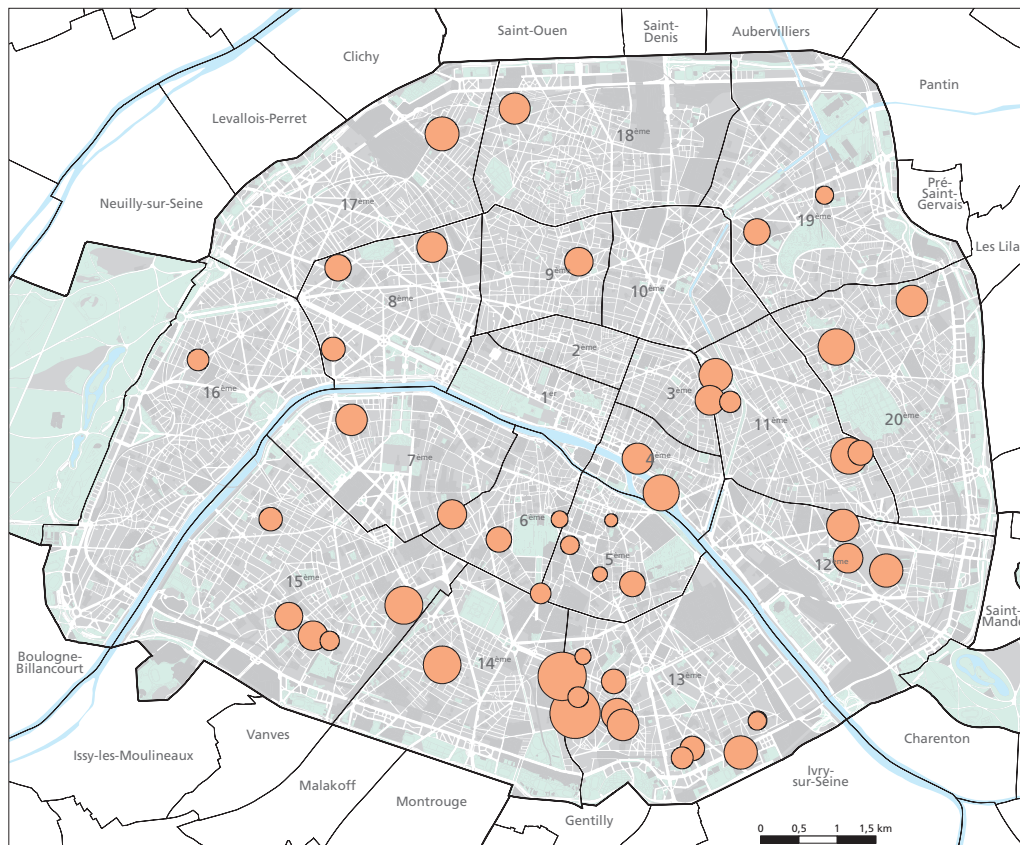 Saint-Ouen
Saint-
Denis
Aubervilliers
Clichy
Pantin
Levallois-Perret
18ème
Pré-
Saint-
Gervais
Neuilly-sur-Seine
17ème
19ème
Les Lila
9ème
10ème
8ème
2ème
16ème
1er
3ème
11ème
20ème
7ème
4ème
6ème
5ème
12ème
15ème
Saint-
Mandé
Boulogne-
Billancourt
14ème
13ème
Vanves
Charenton
Issy-les-Moulineaux
Ivry-
sur-Seine
Malakoff
Montrouge
Gentilly
0 0,5 1 1,5 km